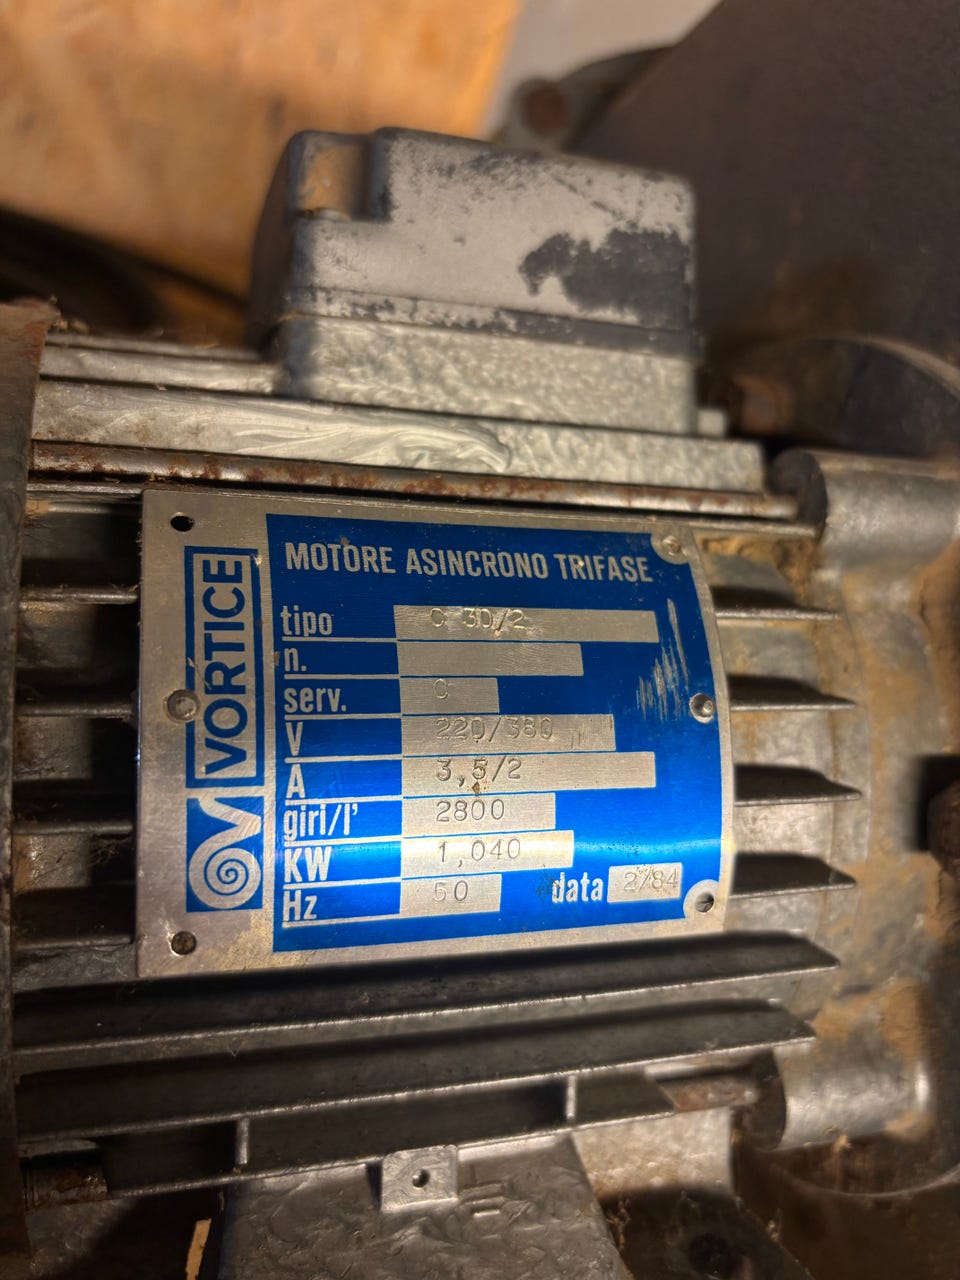 VORTICE
MOTORE ASINCRONO TRIFASE
tipo C 30/2
n.
serv. C
V 220/380
A 3,5/2
giri/1' 2800
KW 1,040
Hz 50 data 2/84